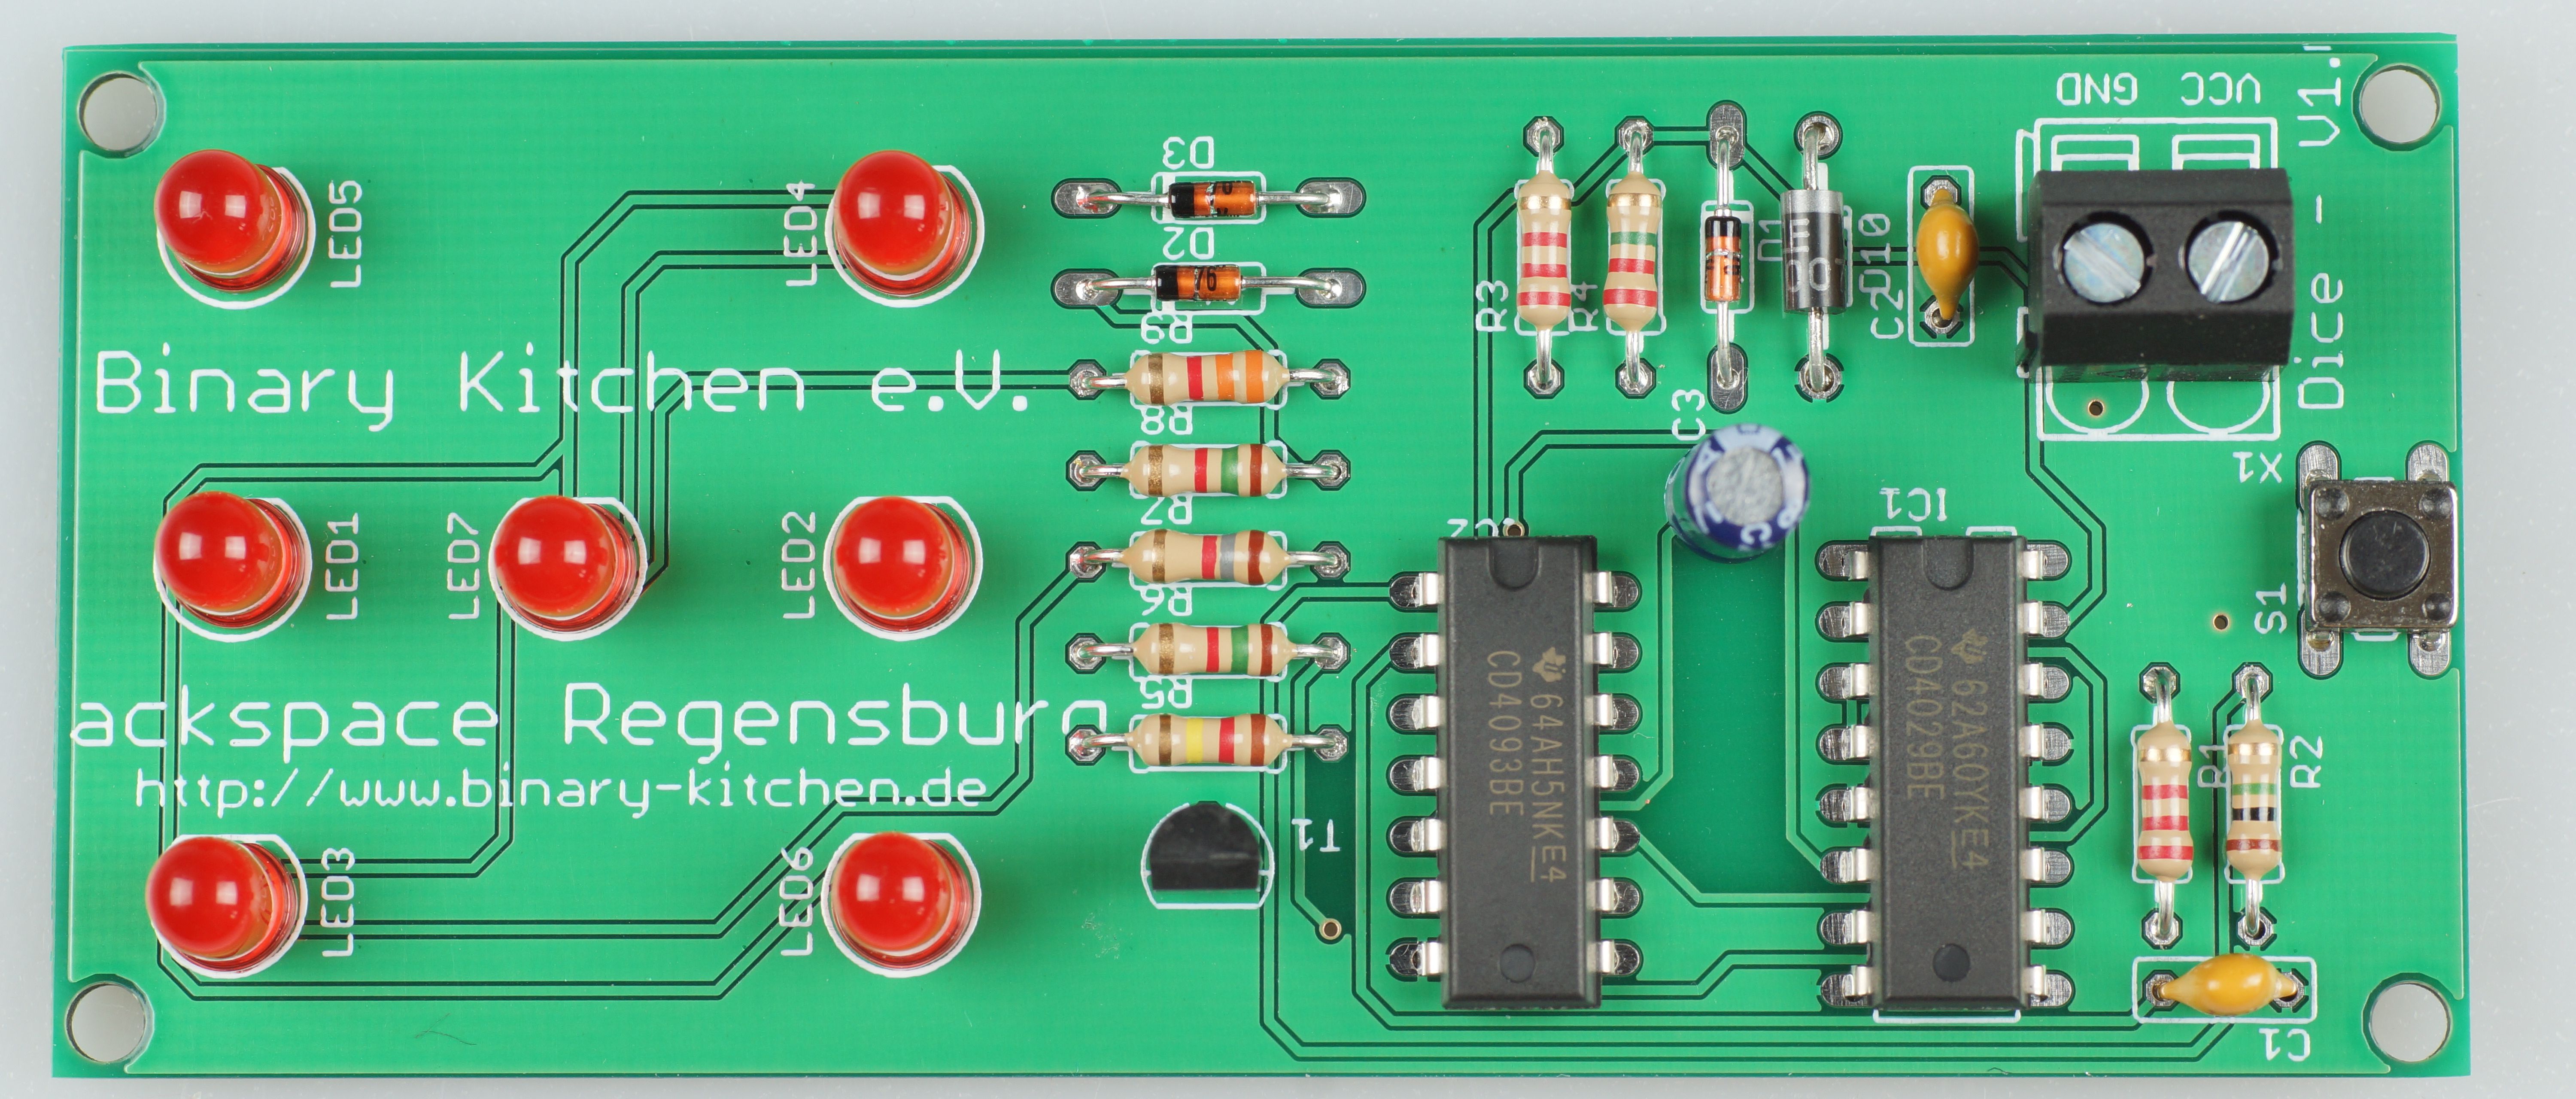 GND VCC
Dice - V1.
D3
LED5
LED4
D2
D1
D10
R3
R4
C2
R9
Binary Kitchen e.V.
R8
C3
X1
R7
IC1
LED1
LED7
LED2
S1
R6
64AH5NKE4
CD4093BE
62A60YKE4
CD4029BE
R5
ackspace Regensburg
R1
R2
http://www.binary-kitchen.de
T1
LED3
LED6
C1